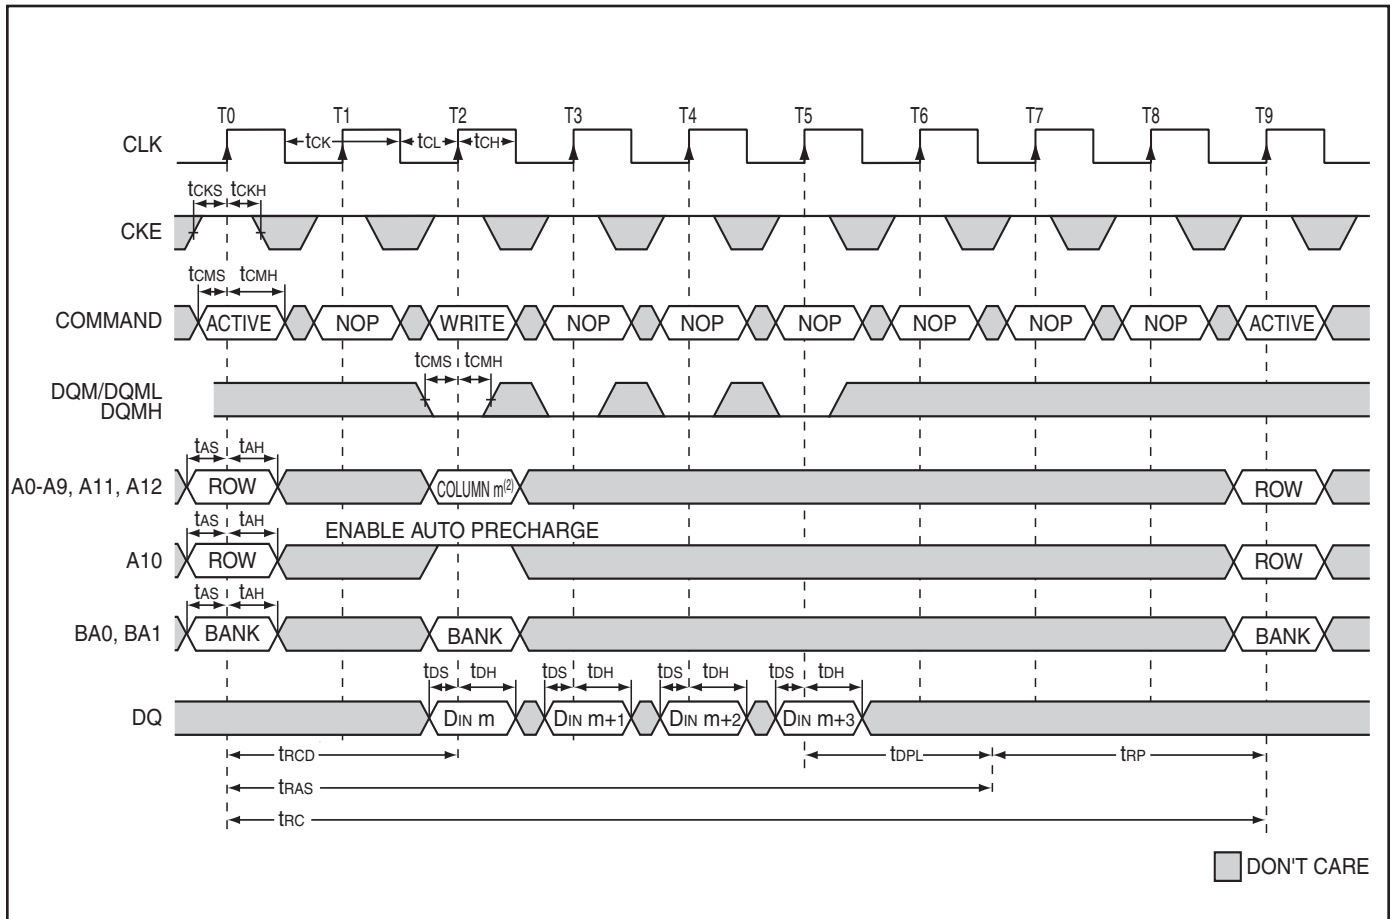 T0 T1 T2 T3 T4 T5 T6 T7 T8 T9
CLK tCK tCL tCH
tCKS tCKH
CKE
tCMS tCMH
COMMAND ACTIVE NOP WRITE NOP NOP NOP NOP NOP NOP ACTIVE
tCMS tCMH
DQM/DQML
DQMH
tAS tAH
A0-A9, A11, A12 ROW COLUMN m(2) ROW
tAS tAH ENABLE AUTO PRECHARGE
A10 ROW ROW
tAS tAH
BA0, BA1 BANK BANK BANK
tDS tDH tDS tDH tDS tDH tDS tDH
DQ DIN m DIN m+1 DIN m+2 DIN m+3
tRCD tDPL tRP
tRAS
tRC
DON'T CARE